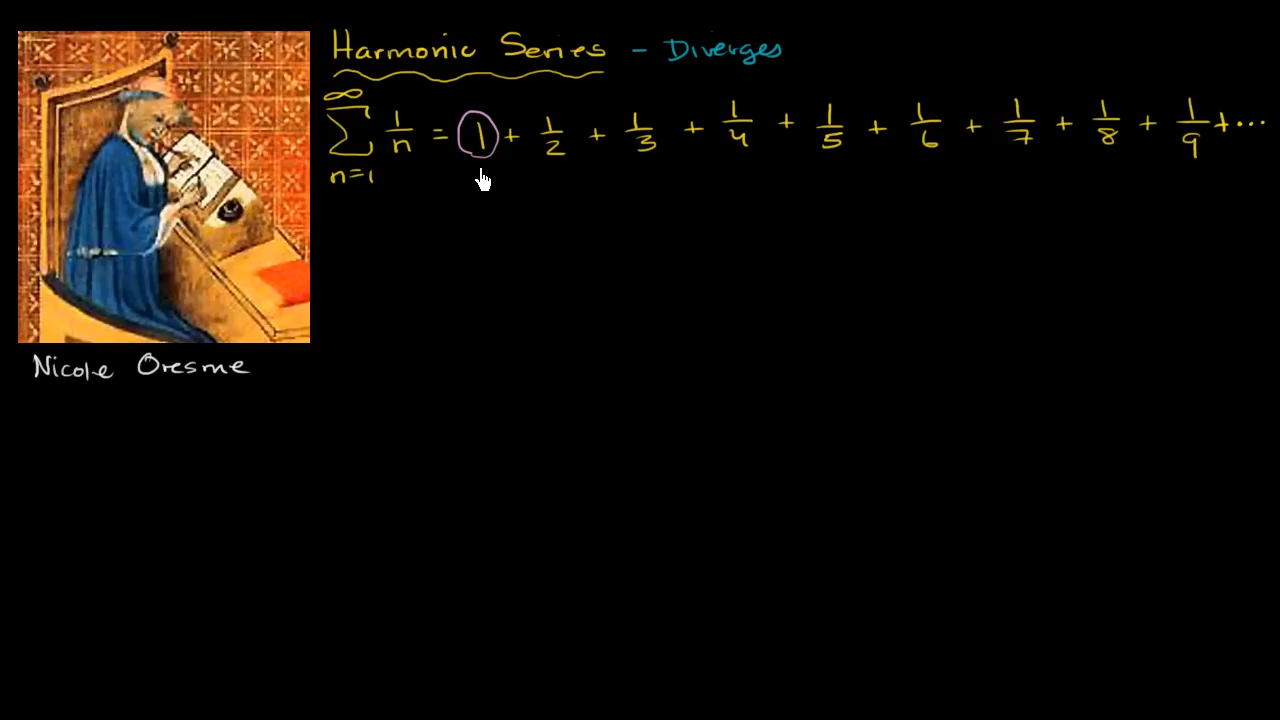 Harmonic Series - Diverges
∞
∑ 1/n = 1 + 1/2 + 1/3 + 1/4 + 1/5 + 1/6 + 1/7 + 1/8 + 1/9 + ...
n=1
Nicole Oresme